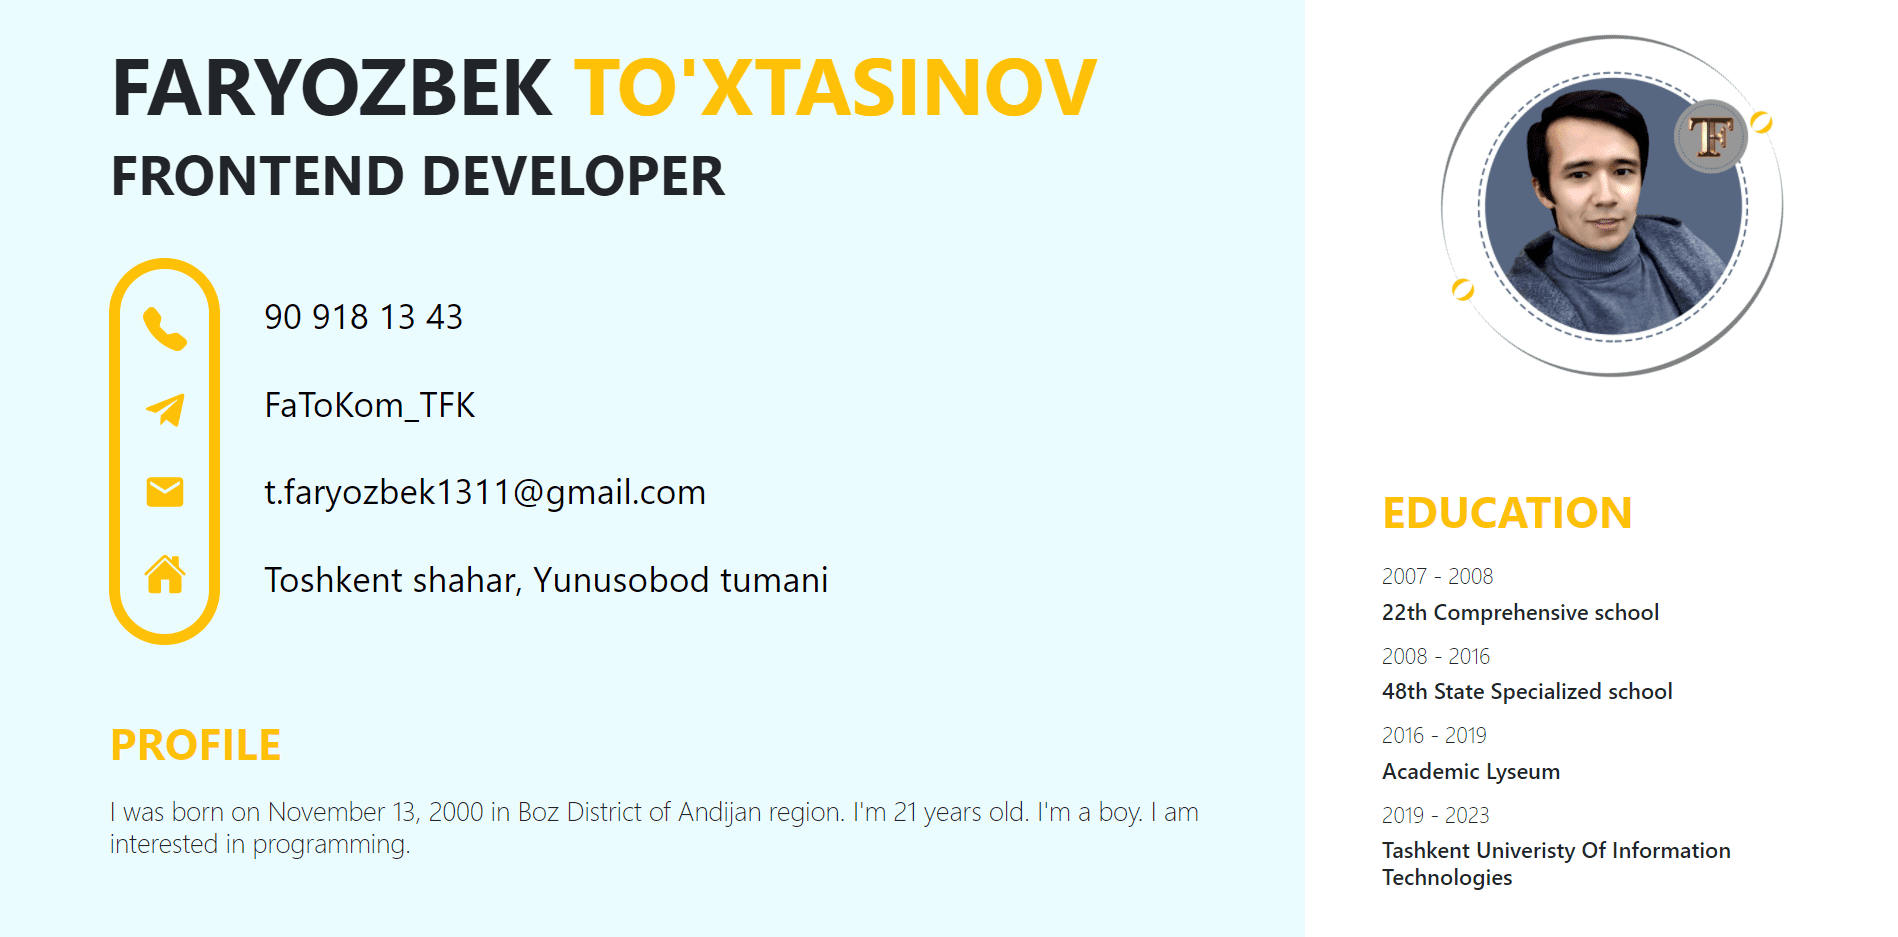 FARYOZBEK TO'XTASINOV
FRONTEND DEVELOPER
90 918 13 43
FaToKom_TFK
t.faryozbek1311@gmail.com
Toshkent shahar, Yunusobod tumani
PROFILE
I was born on November 13, 2000 in Boz District of Andijan region. I'm 21 years old. I'm a boy. I am
interested in programming.
TF
EDUCATION
2007 - 2008
22th Comprehensive school
2008 - 2016
48th State Specialized school
2016 - 2019
Academic Lyseum
2019 - 2023
Tashkent Univeristy Of Information
Technologies